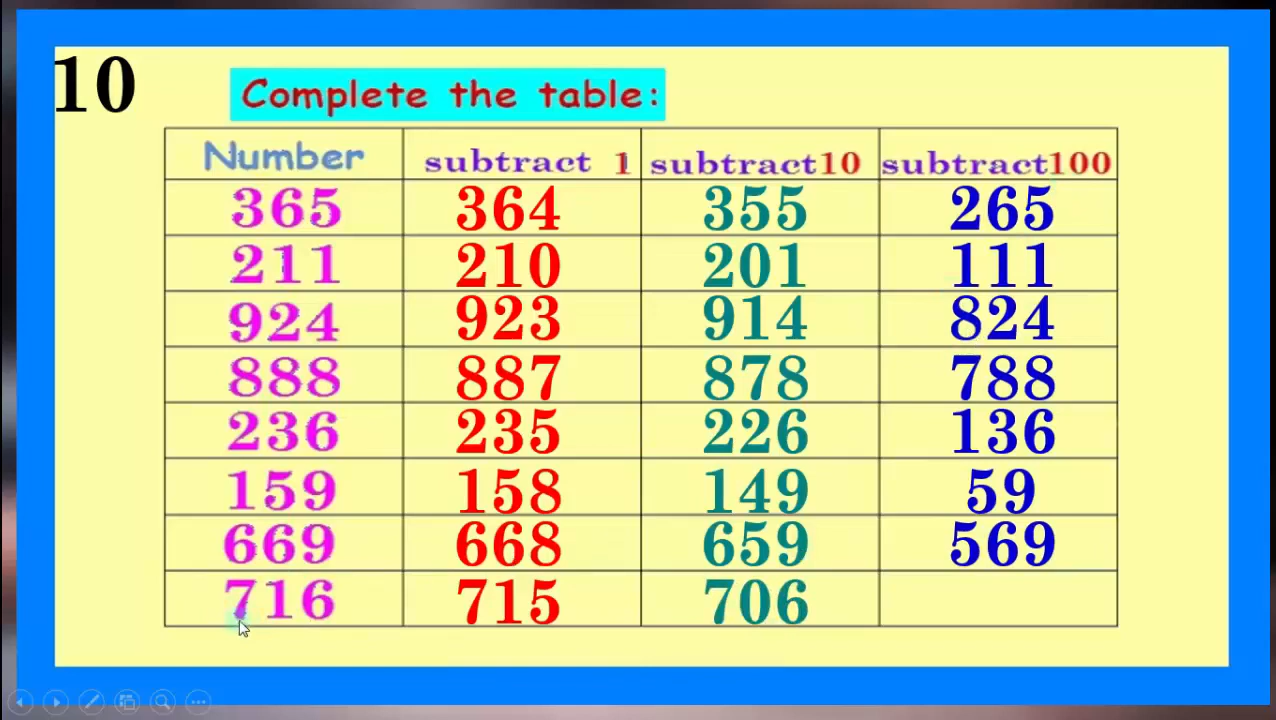 10
Complete the table:
Number subtract 1 subtract10 subtract100
365 364 355 265
211 210 201 111
924 923 914 824
888 887 878 788
236 235 226 136
159 158 149 59
669 668 659 569
716 715 706